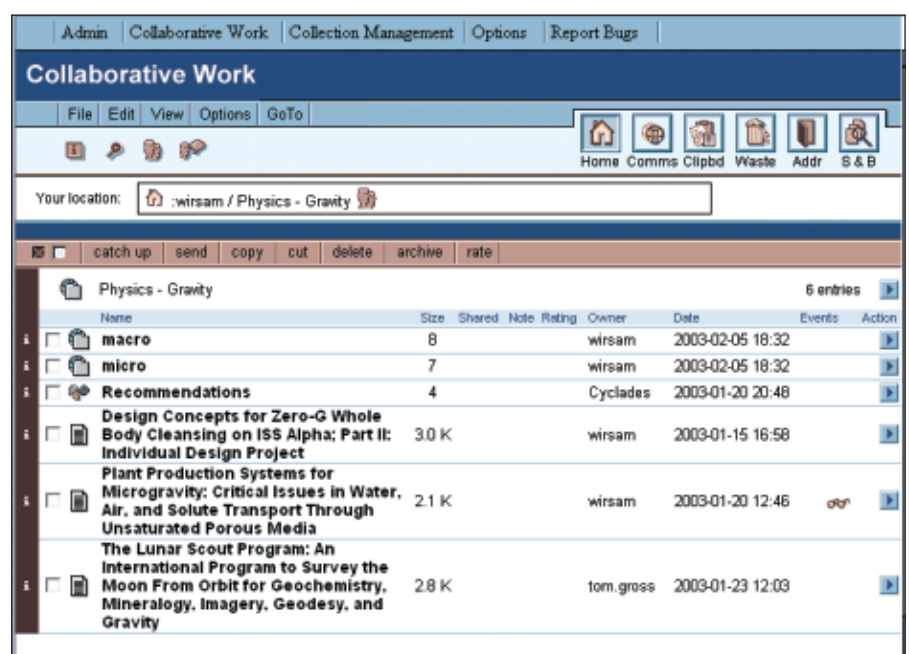 Admin Collaborative Work Collection Management Options Report Bugs
Collaborative Work
File Edit View Options GoTo
Home Comms Clipbd Waste Addr S & B
Your location: :wirsam / Physics - Gravity
catch up send copy cut delete archive rate
Physics - Gravity 6 entries
Name Size Shared Note Rating Owner Date Events Action
macro 8 wirsam 2003-02-05 18:32
micro 7 wirsam 2003-02-05 18:32
Recommendations 4 Cyclades 2003-01-20 20:48
Design Concepts for Zero-G Whole
Body Cleansing on ISS Alpha; Part II: 3.0 K wirsam 2003-01-15 16:58
Individual Design Project
Plant Production Systems for
Microgravity: Critical Issues in Water,
Air, and Solute Transport Through 2.1 K wirsam 2003-01-20 12:46
Unsaturated Porous Media
The Lunar Scout Program: An
International Program to Survey the
Moon From Orbit for Geochemistry, 2.8 K tom.gross 2003-01-23 12:03
Mineralogy, Imagery, Geodesy, and
Gravity